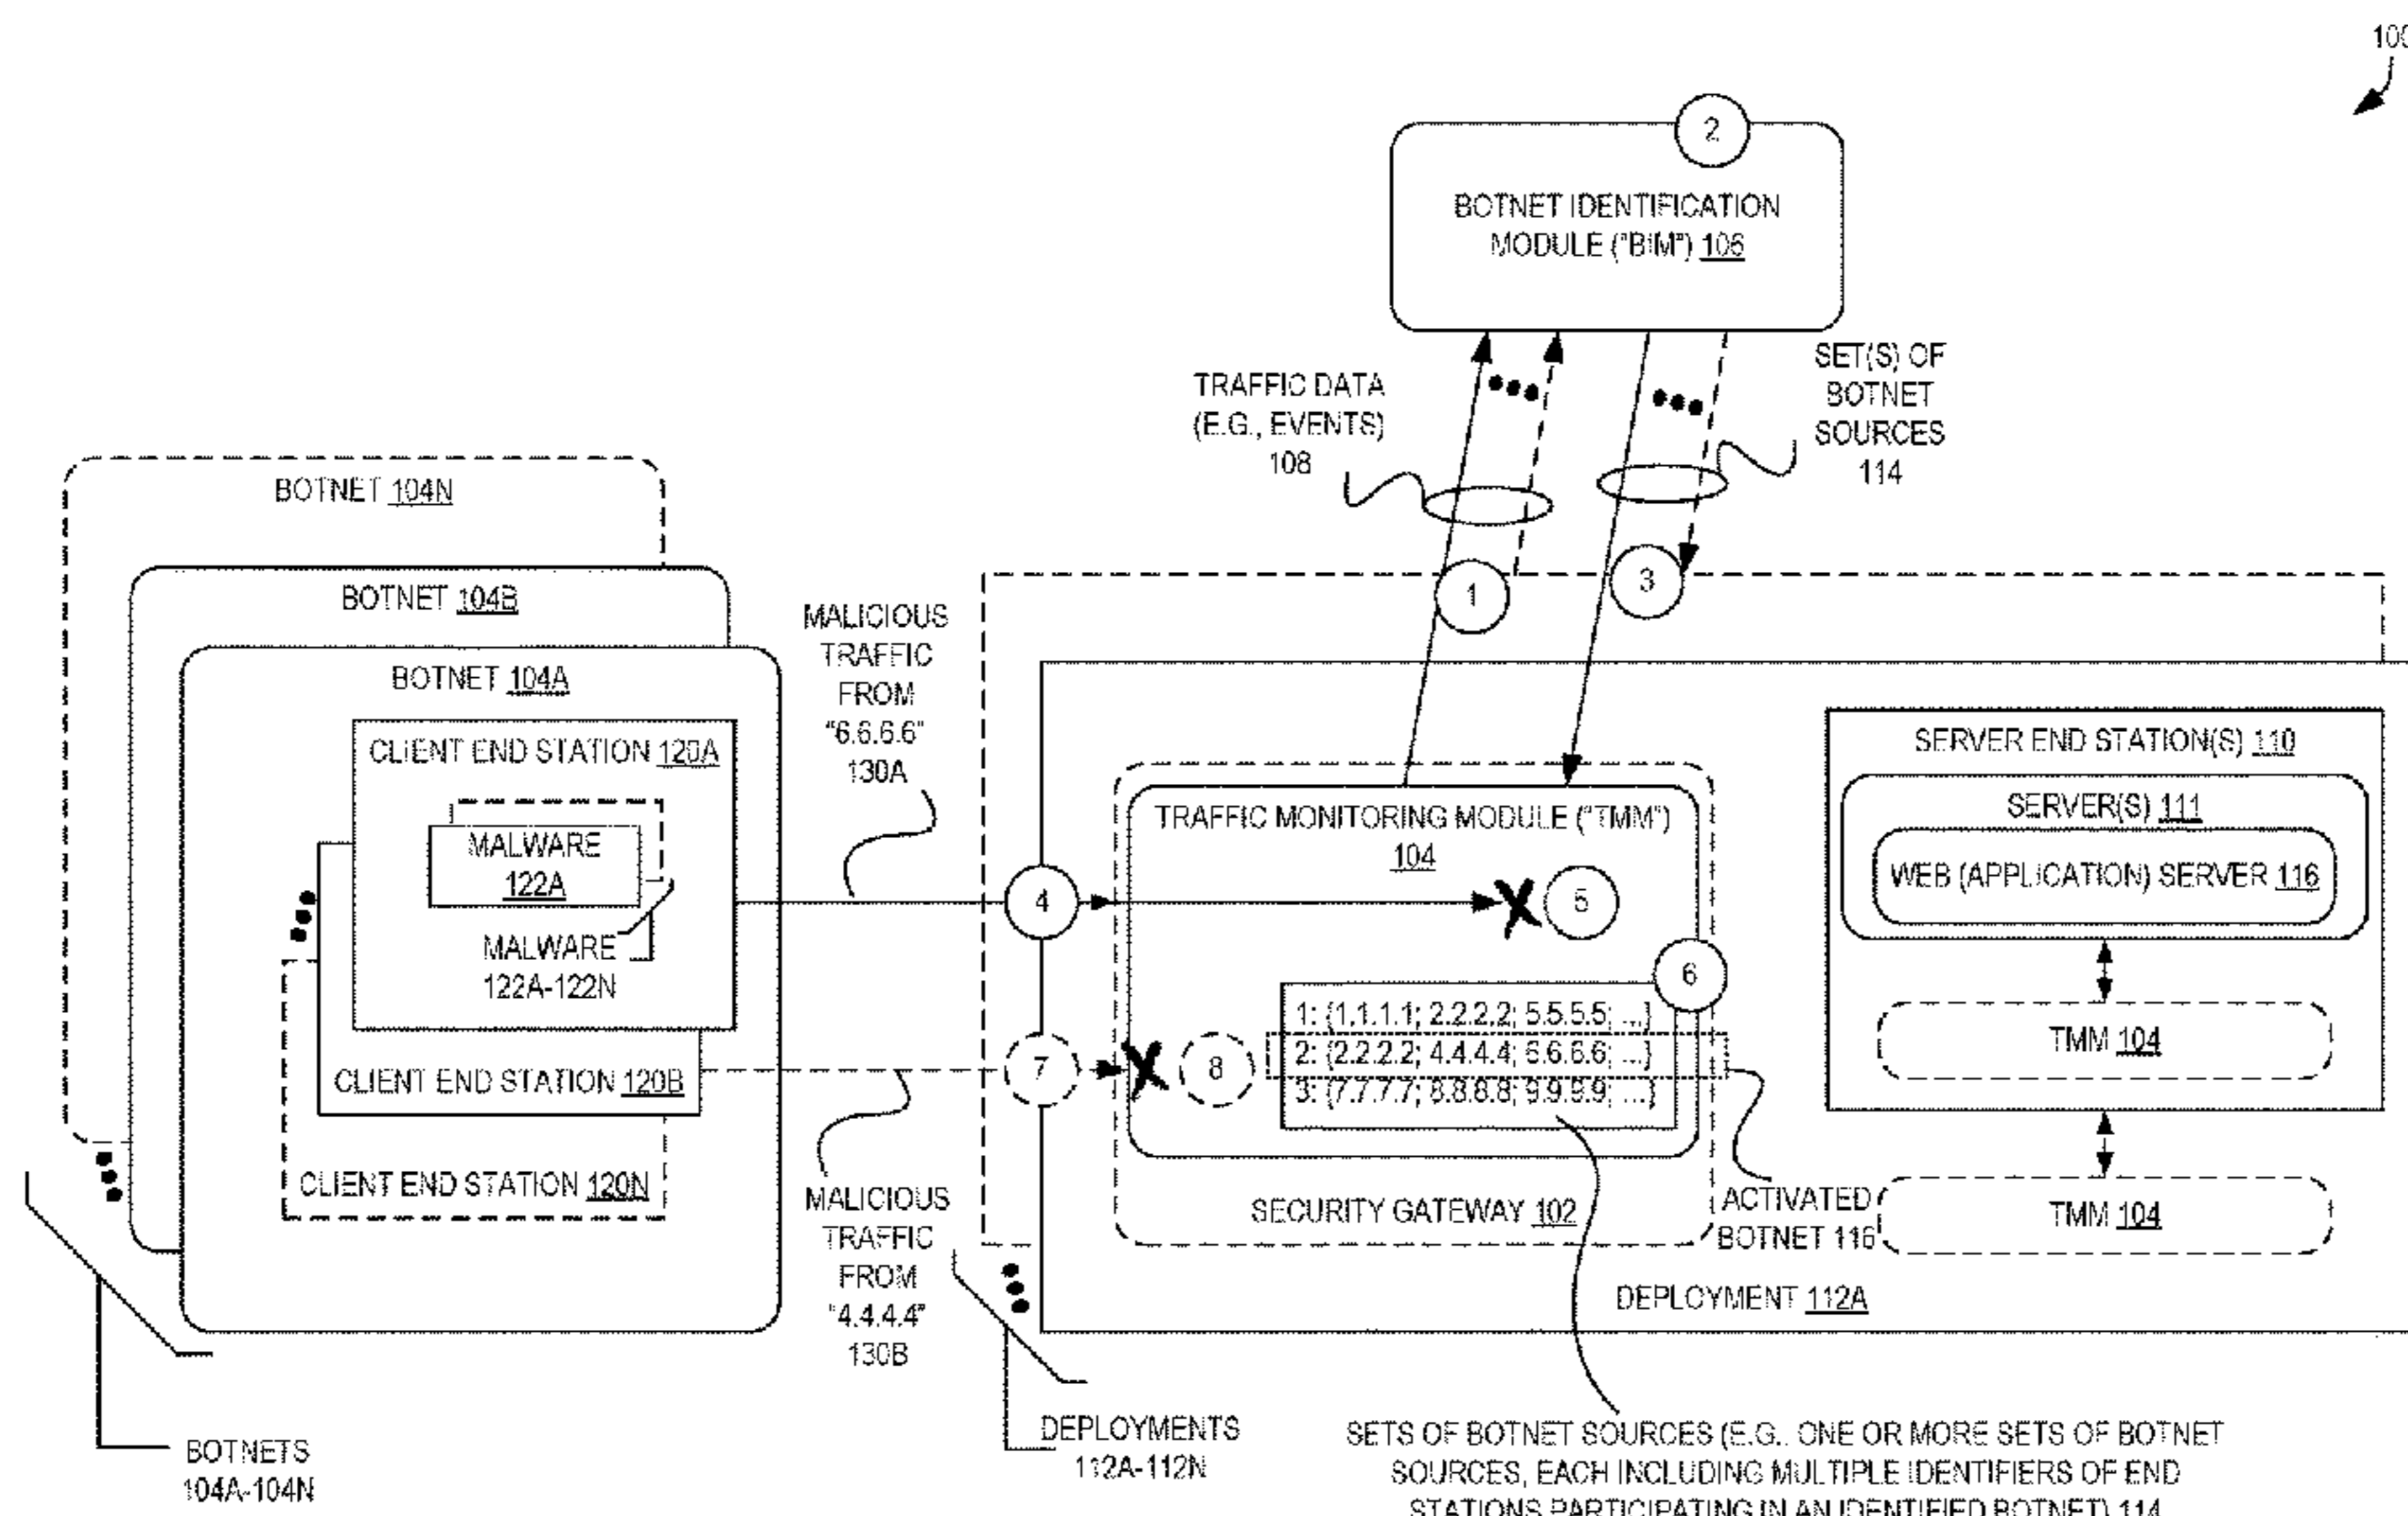 100
2
BOTNET IDENTIFICATION
MODULE ("BIM") 106
TRAFFIC DATA
(E.G., EVENTS)
108
SET(S) OF
BOTNET
SOURCES
114
BOTNET 104N
BOTNET 104B
BOTNET 104A
CLIENT END STATION 120A
MALWARE
122A
MALWARE
122A-122N
CLIENT END STATION 120B
CLIENT END STATION 120N
BOTNETS
104A-104N
MALICIOUS
TRAFFIC
FROM
"6.6.6.6"
130A
MALICIOUS
TRAFFIC
FROM
"4.4.4.4"
130B
1
3
4
7
TRAFFIC MONITORING MODULE ("TMM")
104
5
6
8
1: {1.1.1.1; 2.2.2.2; 5.5.5.5; ...}
2: {2.2.2.2; 4.4.4.4; 6.6.6.6; ...}
3: {7.7.7.7; 8.8.8.8; 9.9.9.9; ...}
SECURITY GATEWAY 102
ACTIVATED
BOTNET 116
SERVER END STATION(S) 110
SERVER(S) 111
WEB (APPLICATION) SERVER 116
TMM 104
TMM 104
DEPLOYMENT 112A
DEPLOYMENTS
112A-112N
SETS OF BOTNET SOURCES (E.G., ONE OR MORE SETS OF BOTNET
SOURCES, EACH INCLUDING MULTIPLE IDENTIFIERS OF END
STATIONS PARTICIPATING IN AN IDENTIFIED BOTNET) 114